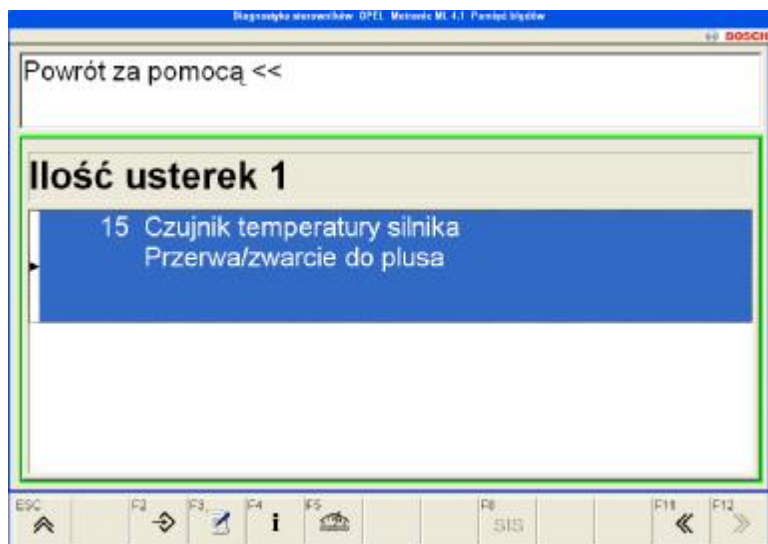 Diagnostyka sterowników OPEL Motronic ML 4.1 Pamięć błędów
BOSCH
Powrót za pomocą <<
Ilość usterek 1
15 Czujnik temperatury silnika
Przerwa/zwarcie do plusa
ESC F2 F3 F4 F5 F8 F11 F12
i SIS